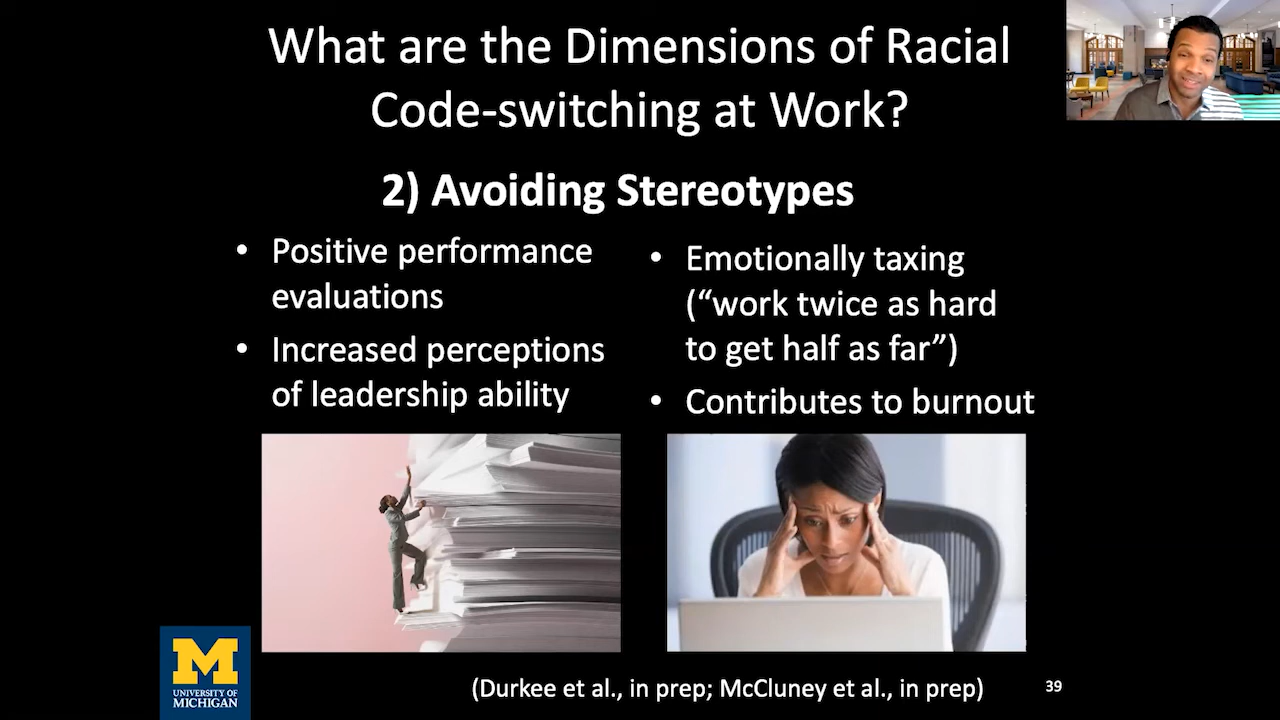 What are the Dimensions of Racial
Code-switching at Work?
2) Avoiding Stereotypes
• Positive performance
evaluations
• Increased perceptions
of leadership ability
• Emotionally taxing
(“work twice as hard
to get half as far”)
• Contributes to burnout
M
UNIVERSITY OF
MICHIGAN
(Durkee et al., in prep; McCluney et al., in prep)
39